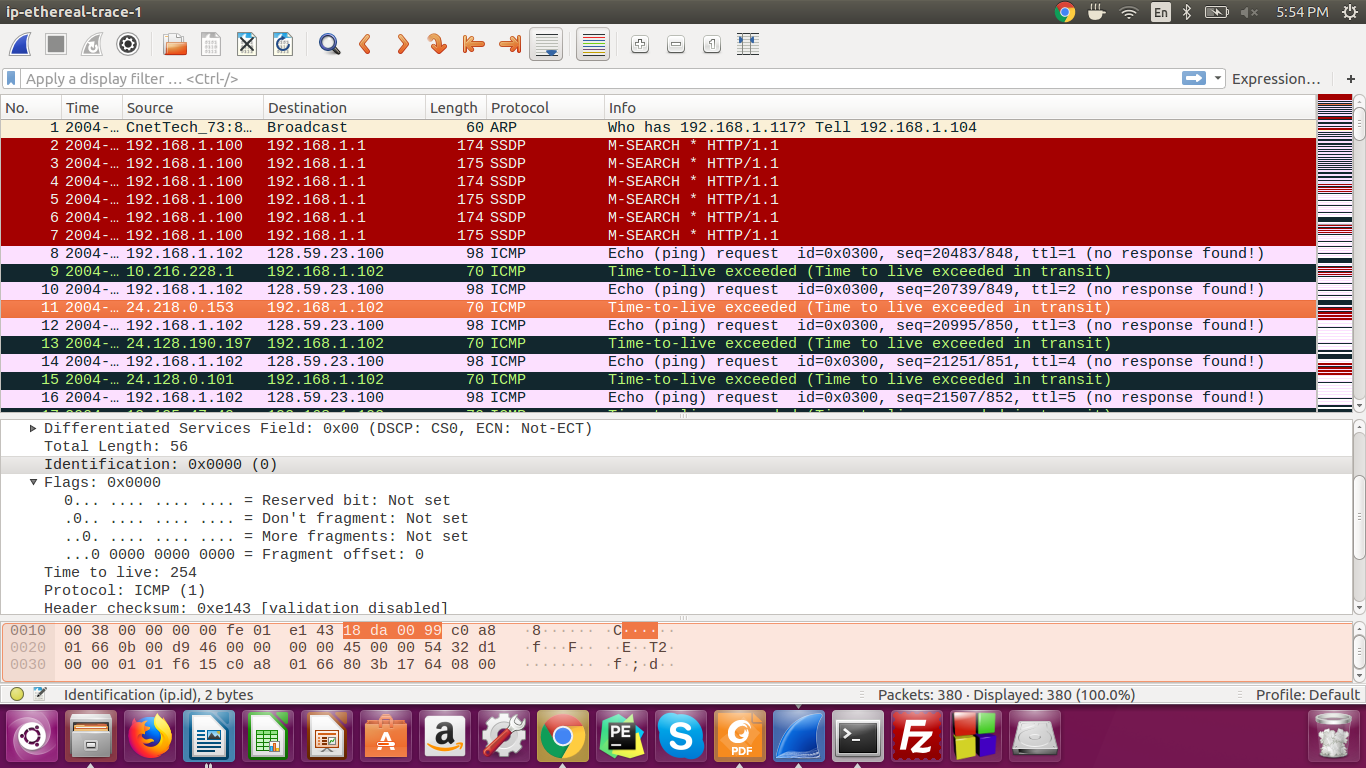 ip-ethereal-trace-1 En 5:54 PM
Apply a display filter … <Ctrl-/> Expression… +
No. Time Source Destination Length Protocol Info
1 2004-… CnetTech_73:8… Broadcast 60 ARP Who has 192.168.1.117? Tell 192.168.1.104
2 2004-… 192.168.1.100 192.168.1.1 174 SSDP M-SEARCH * HTTP/1.1
3 2004-… 192.168.1.100 192.168.1.1 175 SSDP M-SEARCH * HTTP/1.1
4 2004-… 192.168.1.100 192.168.1.1 174 SSDP M-SEARCH * HTTP/1.1
5 2004-… 192.168.1.100 192.168.1.1 175 SSDP M-SEARCH * HTTP/1.1
6 2004-… 192.168.1.100 192.168.1.1 174 SSDP M-SEARCH * HTTP/1.1
7 2004-… 192.168.1.100 192.168.1.1 175 SSDP M-SEARCH * HTTP/1.1
8 2004-… 192.168.1.102 128.59.23.100 98 ICMP Echo (ping) request id=0x0300, seq=20483/848, ttl=1 (no response found!)
9 2004-… 10.216.228.1 192.168.1.102 70 ICMP Time-to-live exceeded (Time to live exceeded in transit)
10 2004-… 192.168.1.102 128.59.23.100 98 ICMP Echo (ping) request id=0x0300, seq=20739/849, ttl=2 (no response found!)
11 2004-… 24.218.0.153 192.168.1.102 70 ICMP Time-to-live exceeded (Time to live exceeded in transit)
12 2004-… 192.168.1.102 128.59.23.100 98 ICMP Echo (ping) request id=0x0300, seq=20995/850, ttl=3 (no response found!)
13 2004-… 24.128.190.197 192.168.1.102 70 ICMP Time-to-live exceeded (Time to live exceeded in transit)
14 2004-… 192.168.1.102 128.59.23.100 98 ICMP Echo (ping) request id=0x0300, seq=21251/851, ttl=4 (no response found!)
15 2004-… 24.128.0.101 192.168.1.102 70 ICMP Time-to-live exceeded (Time to live exceeded in transit)
16 2004-… 192.168.1.102 128.59.23.100 98 ICMP Echo (ping) request id=0x0300, seq=21507/852, ttl=5 (no response found!)
Differentiated Services Field: 0x00 (DSCP: CS0, ECN: Not-ECT)
Total Length: 56
Identification: 0x0000 (0)
Flags: 0x0000
0... .... .... .... = Reserved bit: Not set
.0.. .... .... .... = Don't fragment: Not set
..0. .... .... .... = More fragments: Not set
...0 0000 0000 0000 = Fragment offset: 0
Time to live: 254
Protocol: ICMP (1)
Header checksum: 0xe143 [validation disabled]
0010 00 38 00 00 00 00 fe 01 e1 43 18 da 00 99 c0 a8 ·8······ ·C······
0020 01 66 0b 00 d9 46 00 00 00 00 45 00 00 54 32 d1 ·f···F·· ··E··T2·
0030 00 00 01 01 f6 15 c0 a8 01 66 80 3b 17 64 08 00 ········ ·f·;·d··
Identification (ip.id), 2 bytes Packets: 380 · Displayed: 380 (100.0%) Profile: Default
A a PE S PDF >_ Fz